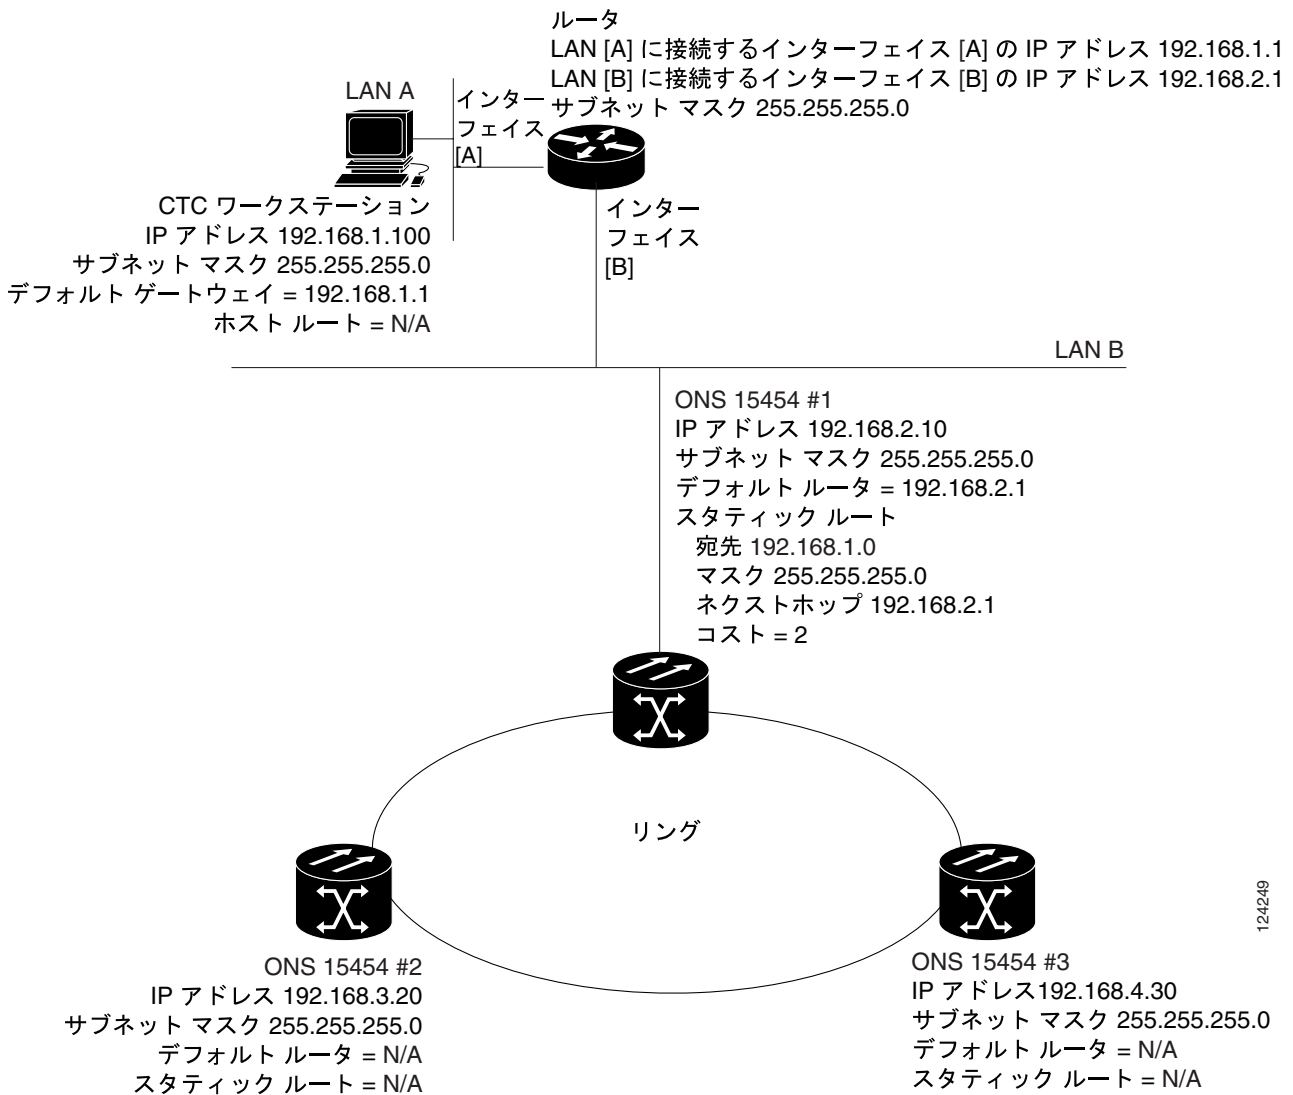 ルータ
LAN [A] に接続するインターフェイス [A] の IP アドレス 192.168.1.1
LAN [B] に接続するインターフェイス [B] の IP アドレス 192.168.2.1
サブネット マスク 255.255.255.0
LAN A
インター
フェイス
[A]
CTC ワークステーション
IP アドレス 192.168.1.100
サブネット マスク 255.255.255.0
デフォルト ゲートウェイ = 192.168.1.1
ホスト ルート = N/A
インター
フェイス
[B]
LAN B
ONS 15454 #1
IP アドレス 192.168.2.10
サブネット マスク 255.255.255.0
デフォルト ルータ = 192.168.2.1
スタティック ルート
宛先 192.168.1.0
マスク 255.255.255.0
ネクストホップ 192.168.2.1
コスト = 2
リング
ONS 15454 #2
IP アドレス 192.168.3.20
サブネット マスク 255.255.255.0
デフォルト ルータ = N/A
スタティック ルート = N/A
ONS 15454 #3
IP アドレス192.168.4.30
サブネット マスク 255.255.255.0
デフォルト ルータ = N/A
スタティック ルート = N/A
124249